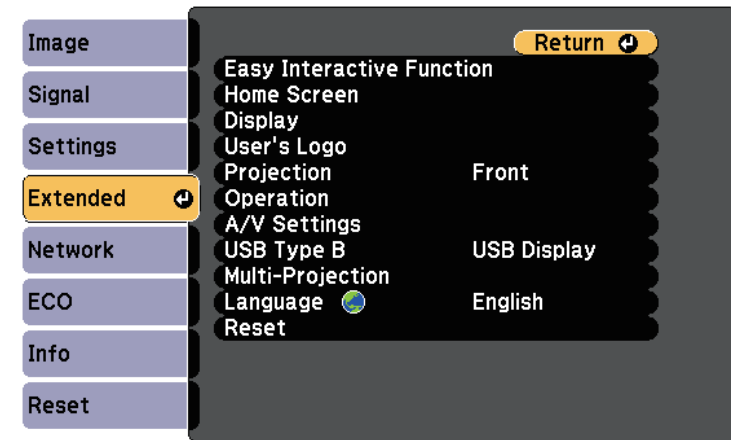 Image
Signal
Settings
Extended
Network
ECO
Info
Reset
Return
Easy Interactive Function
Home Screen
Display
User's Logo
Projection Front
Operation
A/V Settings
USB Type B USB Display
Multi-Projection
Language English
Reset